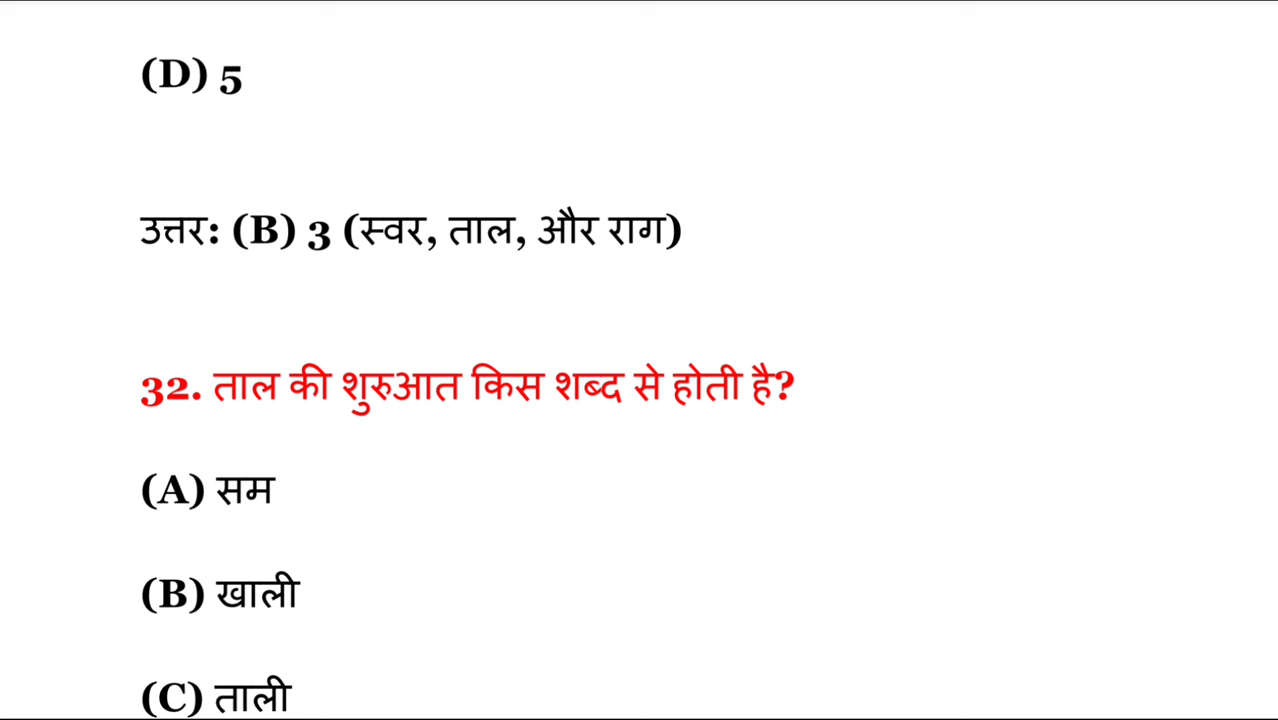 (D) 5
उत्तर: (B) 3 (स्वर, ताल, और राग)
32. ताल की शुरुआत किस शब्द से होती है?
(A) सम
(B) खाली
(C) ताली